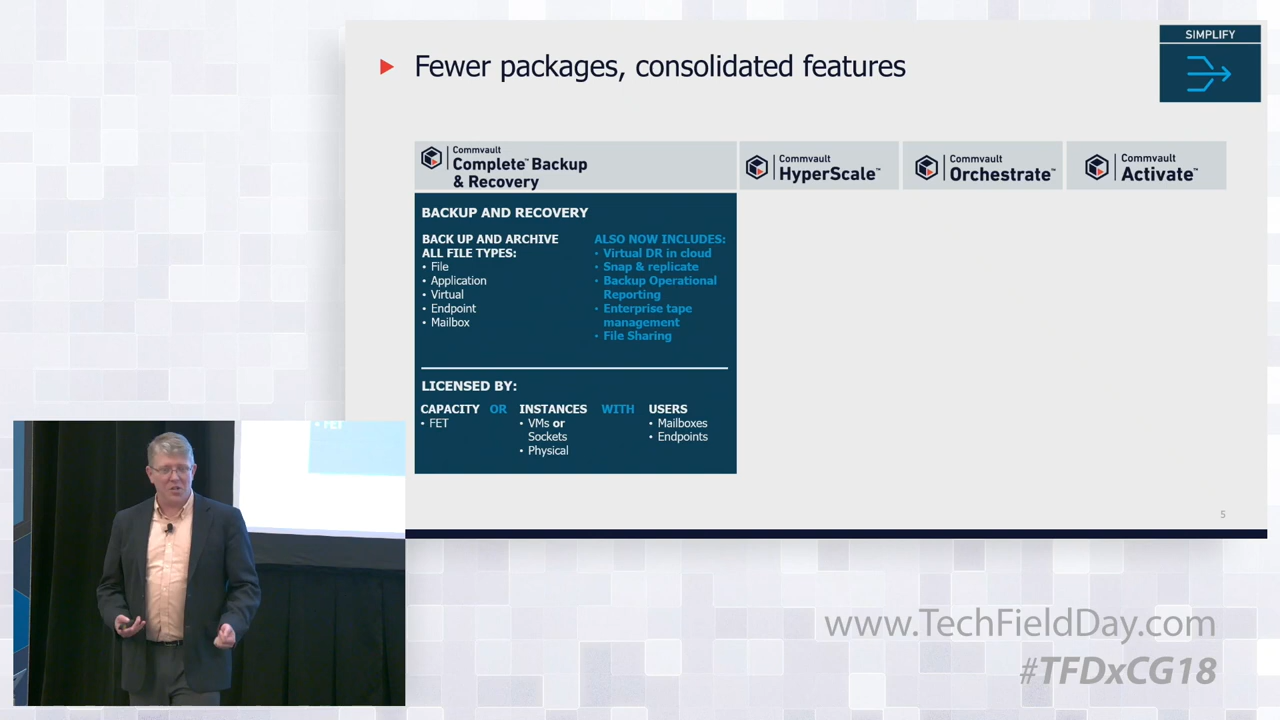 SIMPLIFY
Fewer packages, consolidated features
Commvault
Complete™ Backup
& Recovery
Commvault
HyperScale™
Commvault
Orchestrate™
Commvault
Activate™
BACKUP AND RECOVERY
BACK UP AND ARCHIVE
ALL FILE TYPES:
• File
• Application
• Virtual
• Endpoint
• Mailbox
ALSO NOW INCLUDES:
• Virtual DR in cloud
• Snap & replicate
• Backup Operational
Reporting
• Enterprise tape
management
• File Sharing
LICENSED BY:
CAPACITY OR INSTANCES WITH USERS
• FET
• VMs or
Sockets
• Physical
• Mailboxes
• Endpoints
5
• FET
www.TechFieldDay.com
#TFDxCG18